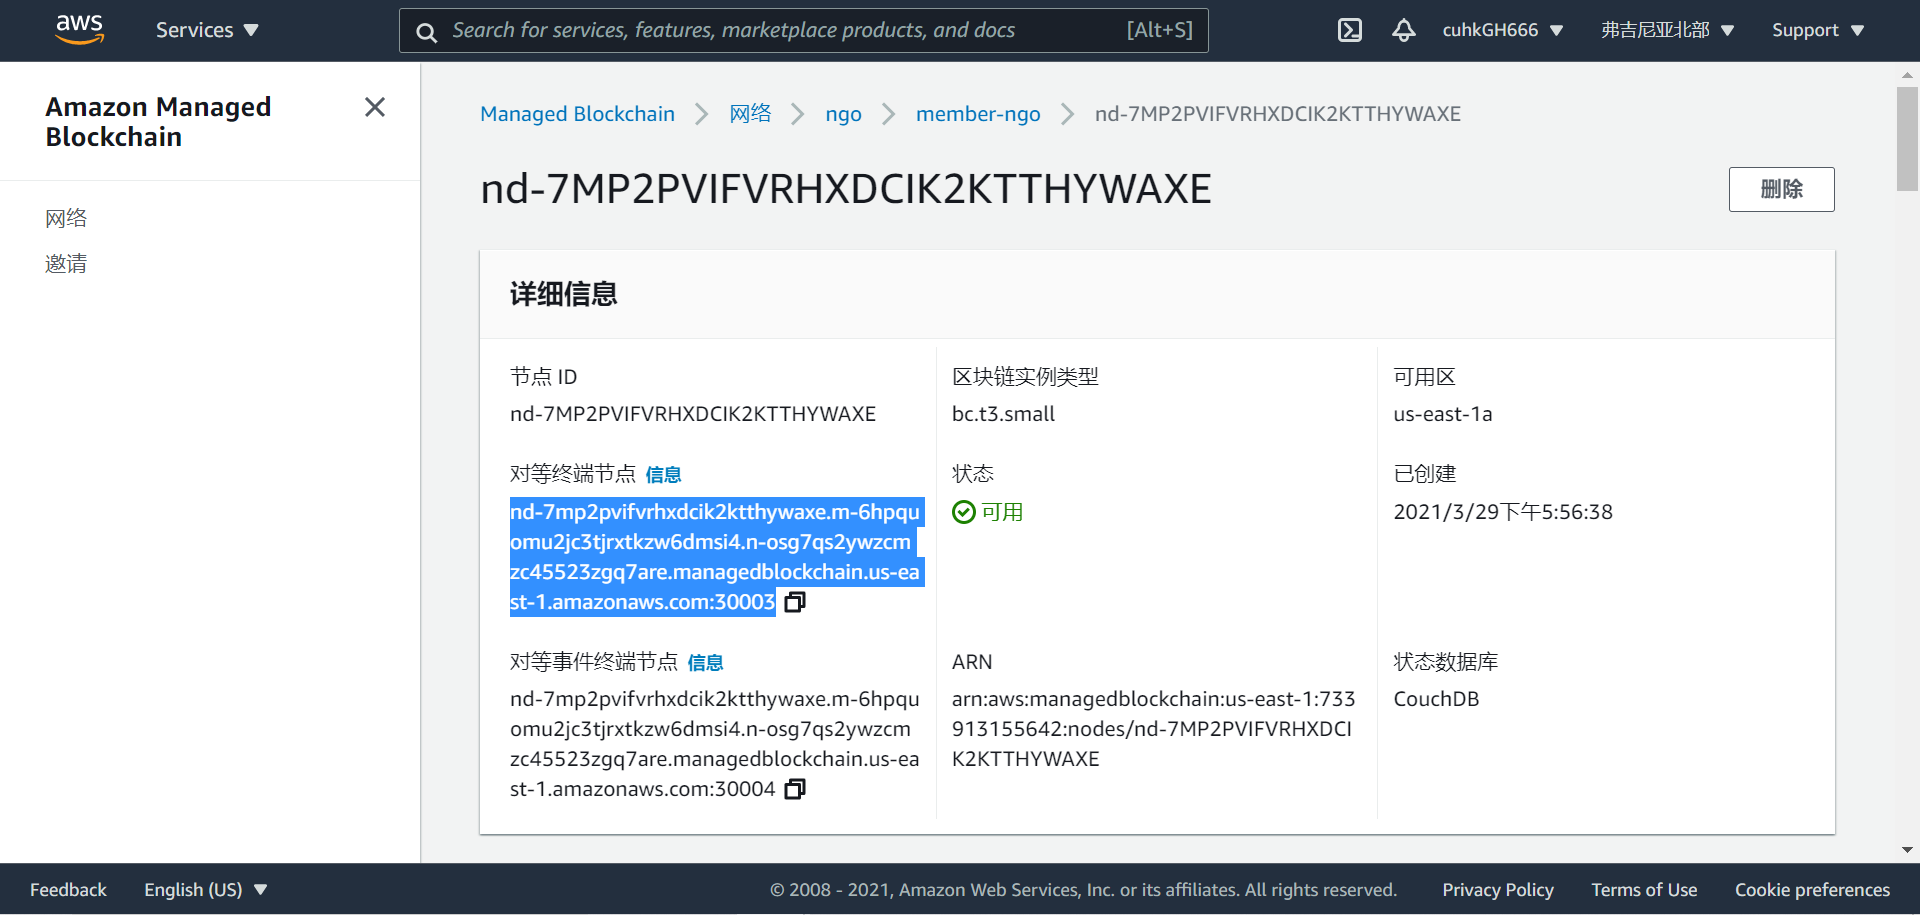 aws
Services
Search for services, features, marketplace products, and docs
[Alt+S]
cuhkGH666
弗吉尼亚北部
Support
Amazon Managed
Blockchain
网络
邀请
Managed Blockchain
网络
ngo
member-ngo
nd-7MP2PVIFVRHXDCIK2KTTHYWAXE
nd-7MP2PVIFVRHXDCIK2KTTHYWAXE
删除
详细信息
节点 ID
nd-7MP2PVIFVRHXDCIK2KTTHYWAXE
区块链实例类型
bc.t3.small
可用区
us-east-1a
对等终端节点 信息
nd-7mp2pvifvrhxdcik2ktthywaxe.m-6hpqu
omu2jc3tjrxtkzw6dmsi4.n-osg7qs2ywzcm
zc45523zgq7are.managedblockchain.us-ea
st-1.amazonaws.com:30003
状态
可用
已创建
2021/3/29下午5:56:38
对等事件终端节点 信息
nd-7mp2pvifvrhxdcik2ktthywaxe.m-6hpqu
omu2jc3tjrxtkzw6dmsi4.n-osg7qs2ywzcm
zc45523zgq7are.managedblockchain.us-ea
st-1.amazonaws.com:30004
ARN
arn:aws:managedblockchain:us-east-1:733
913155642:nodes/nd-7MP2PVIFVRHXDCI
K2KTTHYWAXE
状态数据库
CouchDB
Feedback
English (US)
© 2008 - 2021, Amazon Web Services, Inc. or its affiliates. All rights reserved.
Privacy Policy
Terms of Use
Cookie preferences